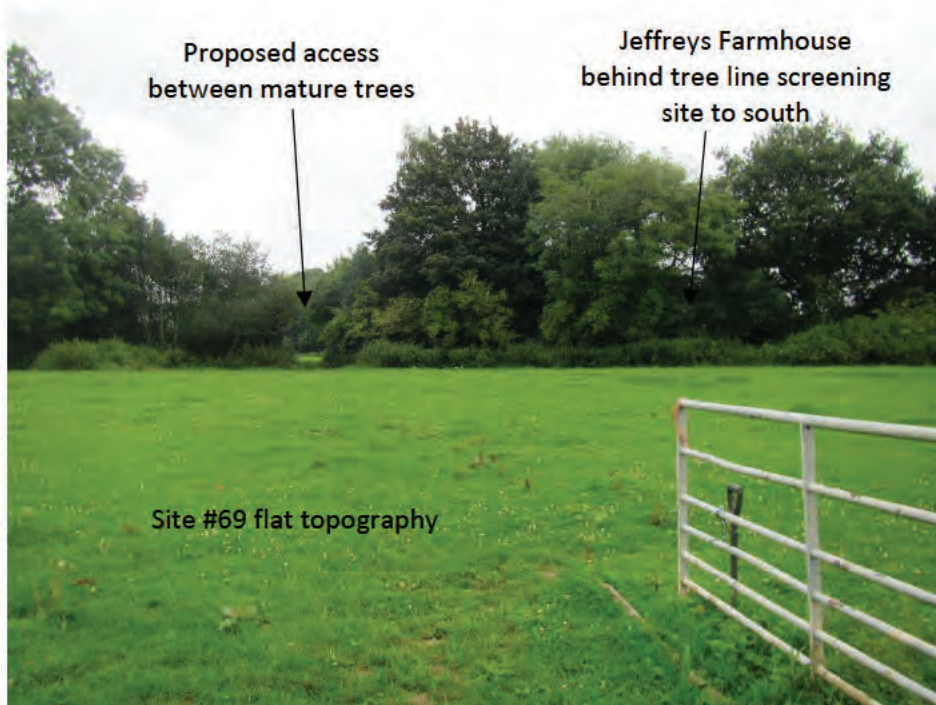 Proposed access
between mature trees
Jeffreys Farmhouse
behind tree line screening
site to south
Site #69 flat topography